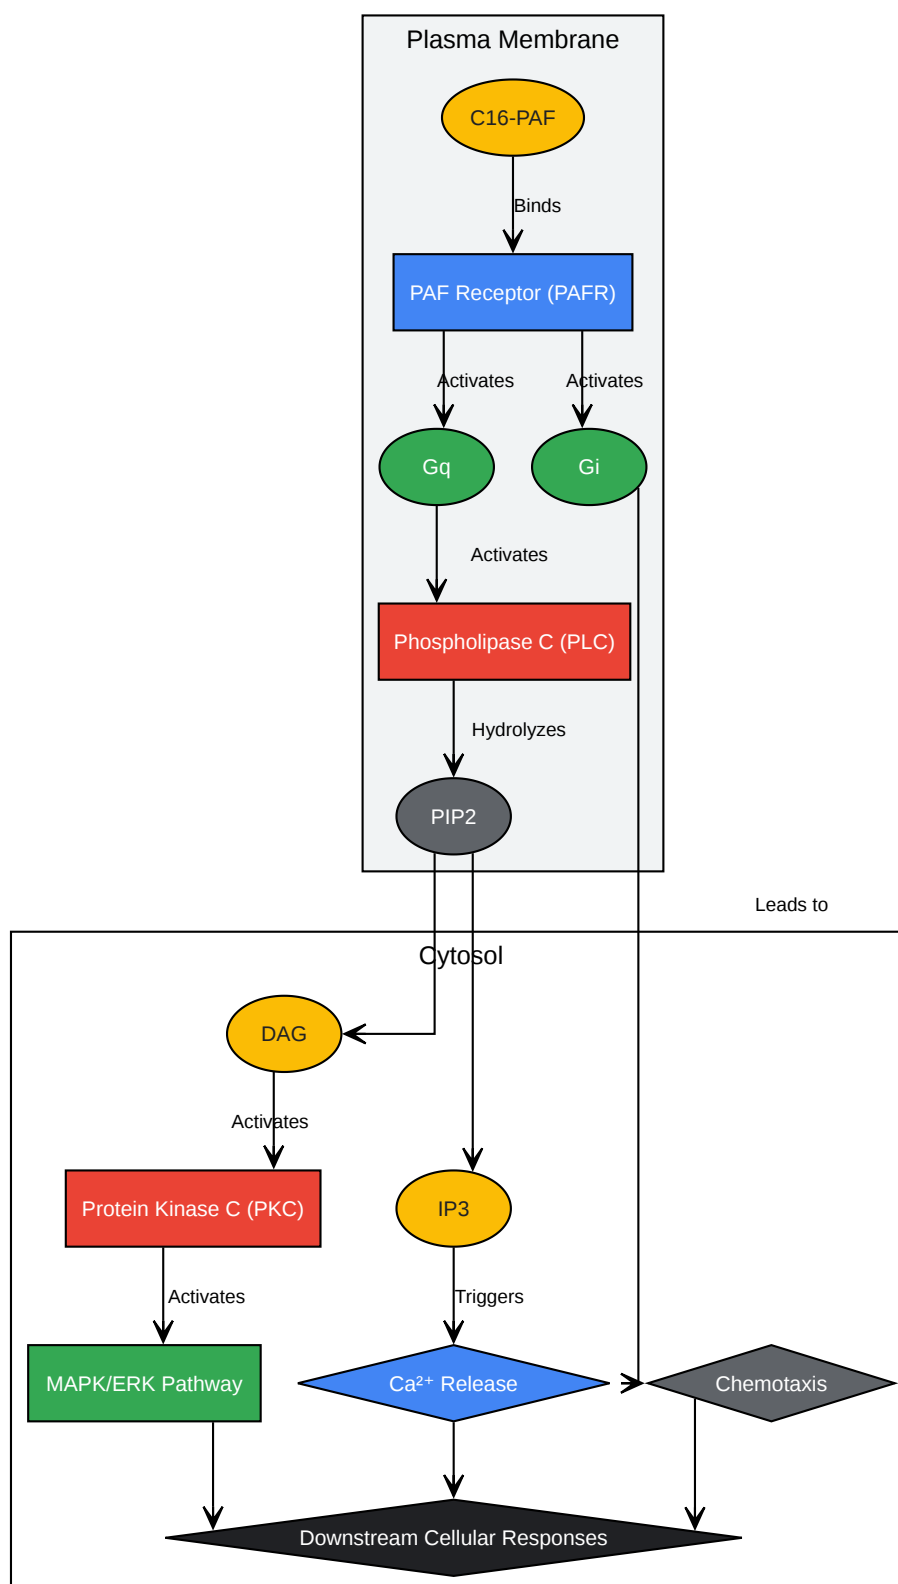 Plasma Membrane
C16-PAF
Binds
PAF Receptor (PAFR)
Activates
Activates
Gq
Gi
Activates
Phospholipase C (PLC)
Hydrolyzes
PIP2
Leads to
Cytosol
DAG
Activates
Protein Kinase C (PKC)
IP3
Activates
Triggers
MAPK/ERK Pathway
Ca²⁺ Release
Chemotaxis
Downstream Cellular Responses